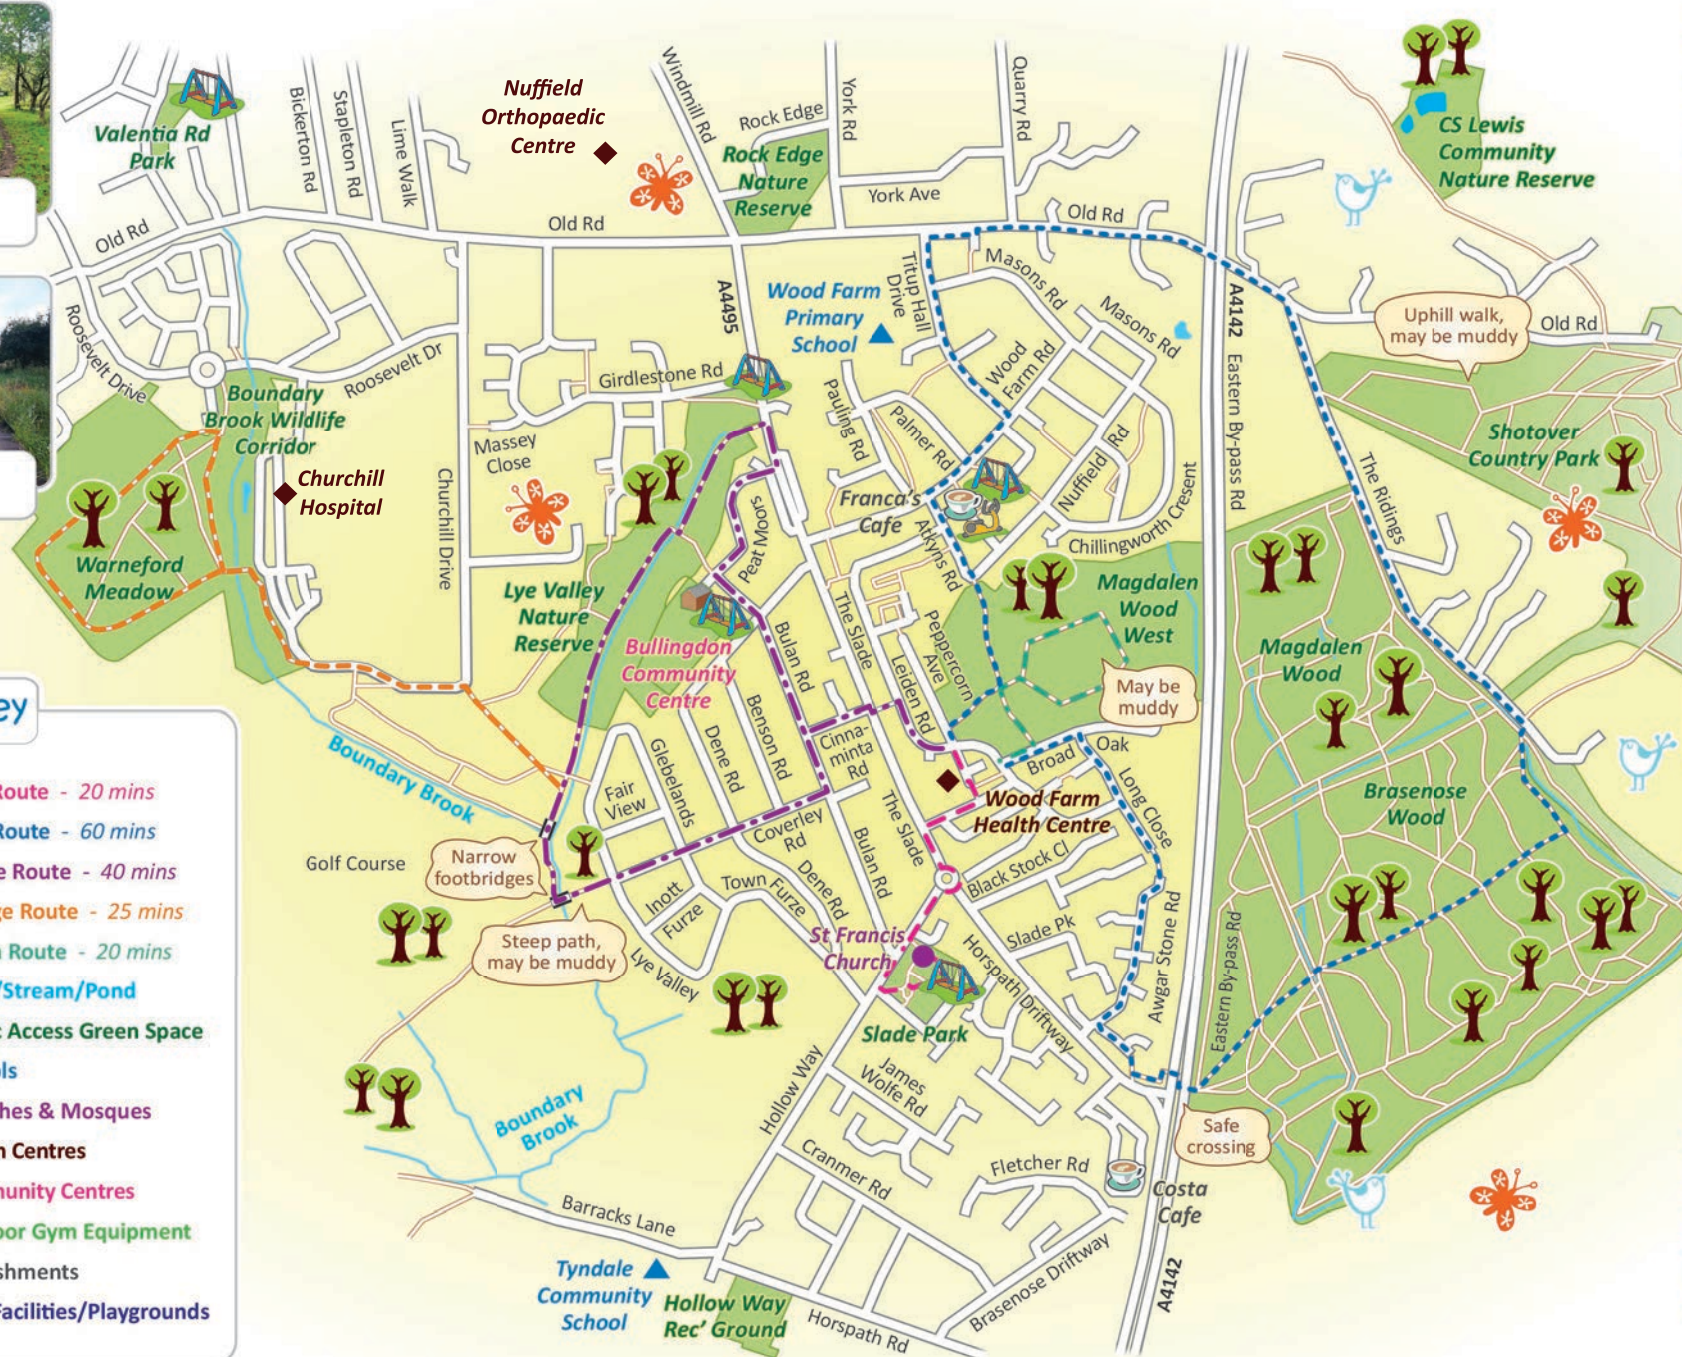 Valentia Rd
Park
Bickerton Rd
Stapleton Rd
Lime Walk
Nuffield
Orthopaedic
Centre
Windmill Rd
Rock Edge
York Rd
Quarry Rd
Rock Edge
Nature
Reserve
York Ave
CS Lewis
Community
Nature Reserve
Old Rd
Old Rd
Old Rd
Roosevelt Drive
Roosevelt Dr
A4495
Wood Farm
Primary
School
Titup Hall
Drive
Masons Rd
Masons Rd
A4142
Uphill walk,
may be muddy
Old Rd
Boundary
Brook Wildlife
Corridor
Girdlestone Rd
Wood
Farm Rd
Eastern By-pass Rd
Massey
Close
Pauling Rd
Palmer Rd
Nuffield Rd
Shotover
Country Park
Churchill
Hospital
Churchill Drive
Peat Moors
Franca's
Cafe
Atkyns Rd
Chillingworth Cresent
The Ridings
Warneford
Meadow
Lye Valley
Nature
Reserve
Bullingdon
Community
Centre
Bulan Rd
The Slade
Leiden Rd
Peppercorn
Ave
Magdalen
Wood
West
May be
muddy
Magdalen
Wood
Boundary Brook
Fair
View
Glebelands
Dene Rd
Benson Rd
Cinna-
minta
Rd
Broad
Oak
Long Close
Wood Farm
Health Centre
Brasenose
Wood
Golf Course
Narrow
footbridges
Coverley
Rd
Bulan Rd
The Slade
Black Stock Cl
Inott
Furze
Town
Furze
Dene Rd
Steep path,
may be muddy
Lye Valley
St Francis
Church
Slade Pk
Horspath Driftway
Awgar Stone Rd
Eastern By-pass Rd
Slade Park
Hollow Way
James
Wolfe Rd
Boundary
Brook
Safe
crossing
Cranmer Rd
Fletcher Rd
Costa
Cafe
Barracks Lane
Tyndale
Community
School
Hollow Way
Rec' Ground
Horspath Rd
Brasenose Driftway
A4142
ey
Route - 20 mins
Route - 60 mins
e Route - 40 mins
ge Route - 25 mins
n Route - 20 mins
/Stream/Pond
c Access Green Space
ols
hes & Mosques
h Centres
munity Centres
oor Gym Equipment
shments
Facilities/Playgrounds